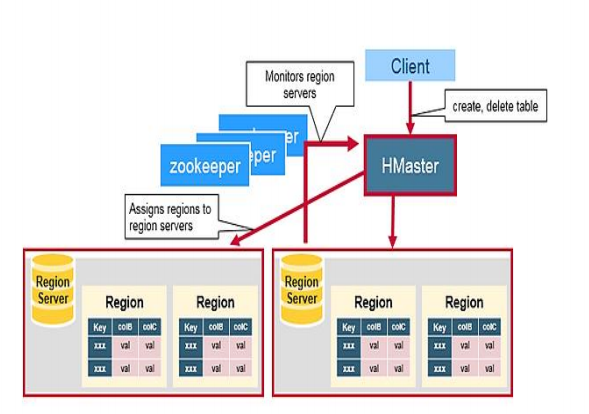 Client
Monitors region
servers
create, delete table
er
per
zookeeper
HMaster
Assigns regions to
region servers
Region
Server
Region
Key colB colC
xxx val val
xxx val val
Region
Key colB colC
xxx val val
xxx val val
Region
Server
Region
Key colB colC
xxx val val
xxx val val
Region
Key colB colC
xxx val val
xxx val val